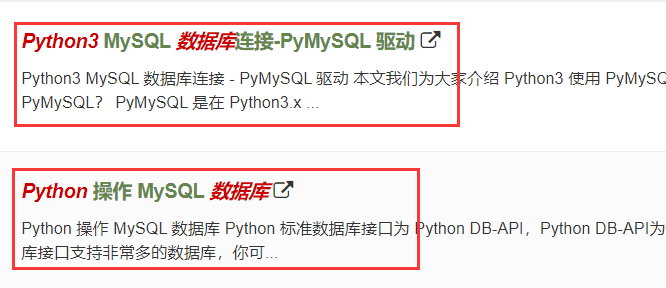 Python3 MySQL 数据库连接-PyMySQL 驱动
Python3 MySQL 数据库连接 - PyMySQL 驱动 本文我们为大家介绍 Python3 使用 PyMySQ
PyMySQL？ PyMySQL 是在 Python3.x ...
Python 操作 MySQL 数据库
Python 操作 MySQL 数据库 Python 标准数据库接口为 Python DB-API，Python DB-API为
库接口支持非常多的数据库，你可...